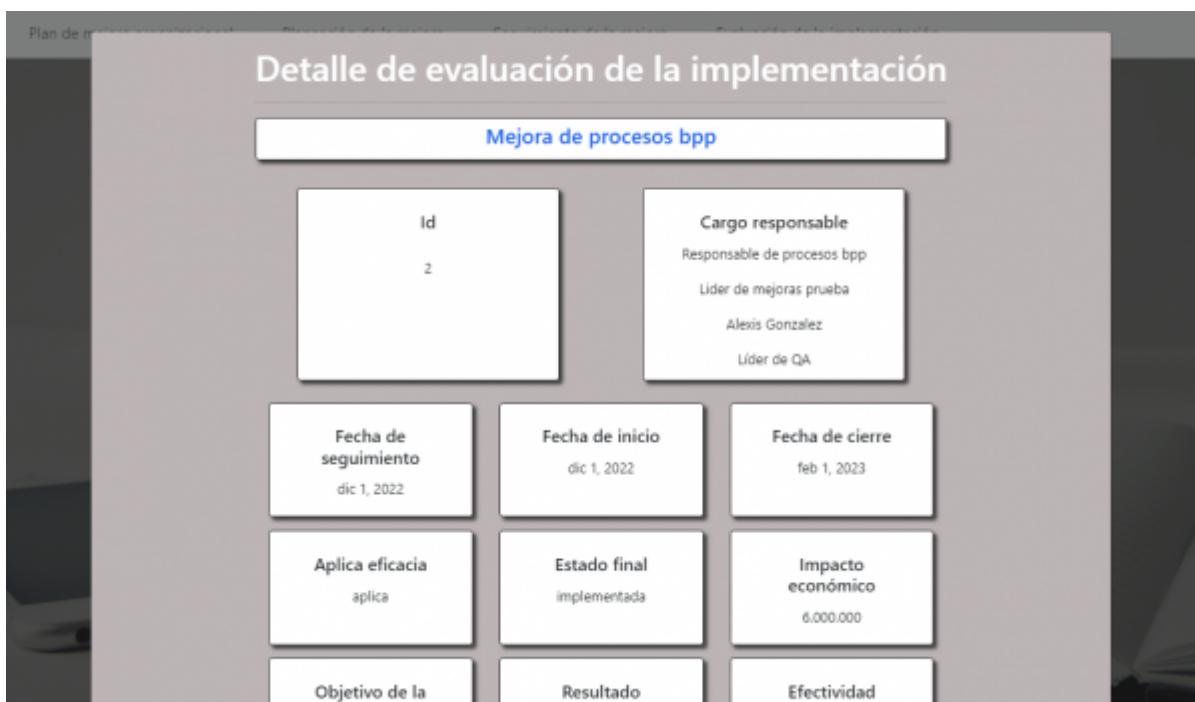 Plan de
Detalle de evaluación de la implementación
Mejora de procesos bpp
Id
2
Cargo responsable
Responsable de procesos bpp
Lider de mejoras prueba
Alexis Gonzalez
Líder de QA
Fecha de
seguimiento
dic 1, 2022
Fecha de inicio
dic 1, 2022
Fecha de cierre
feb 1, 2023
Aplica eficacia
aplica
Estado final
implementada
Impacto
económico
6.000.000
Objetivo de la
Resultado
Efectividad